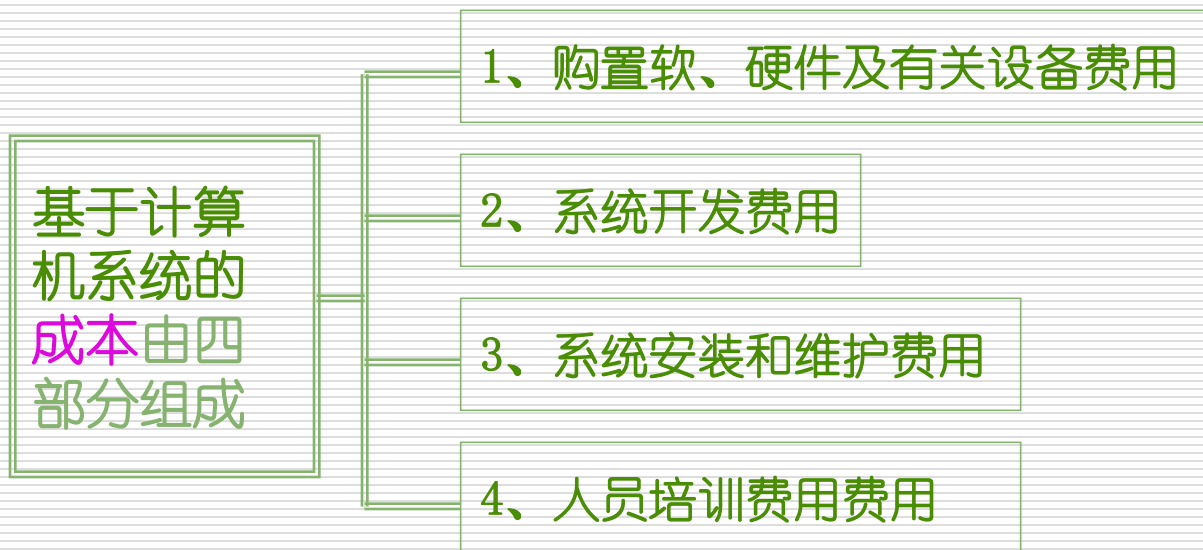 基于计算
机系统的
成本由四
部分组成
1、购置软、硬件及有关设备费用
2、系统开发费用
3、系统安装和维护费用
4、人员培训费用费用